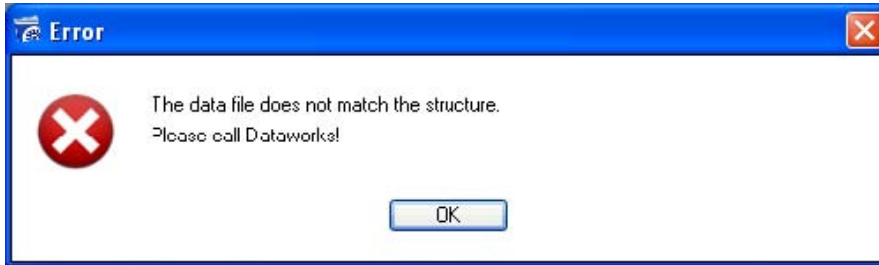 Error
The data file does not match the structure.
Please call Dataworks!
OK